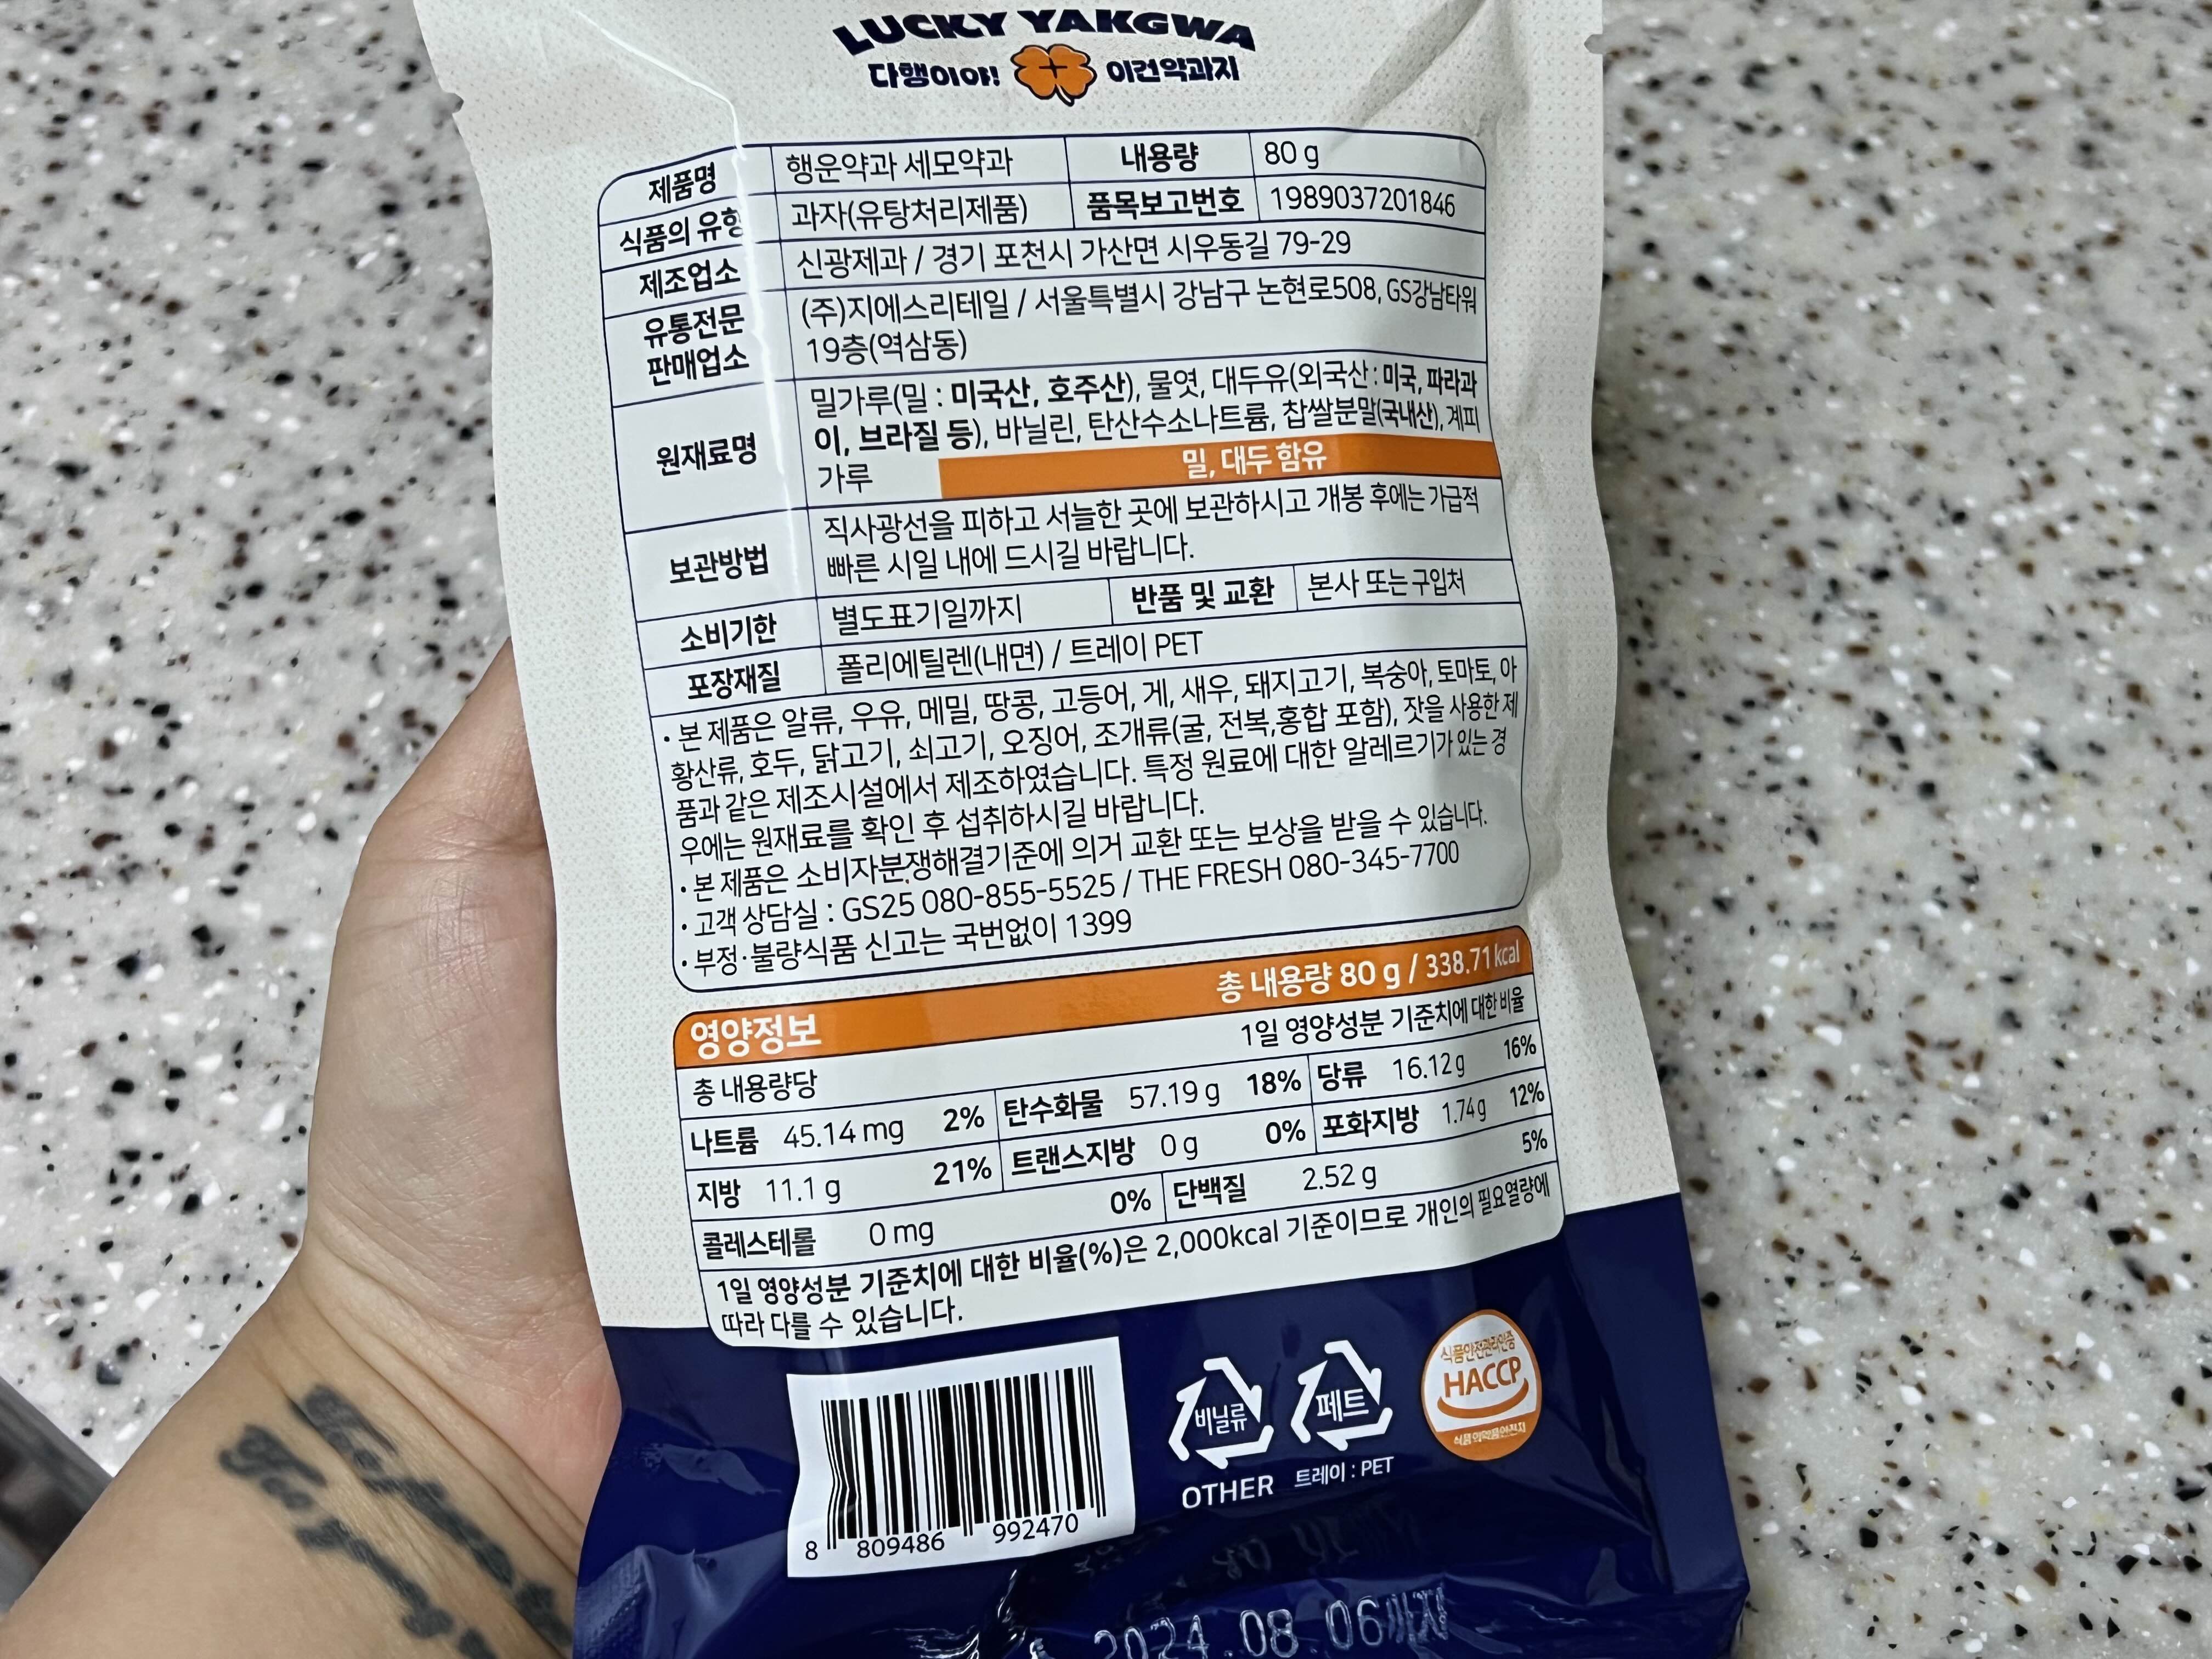 LUCKY YAKGWA
다행이야! 이건약과지
제품명 행운약과 세모약과 내용량 80 g
식품의 유형 과자(유탕처리제품) 품목보고번호 1989037201846
제조업소 신광제과 / 경기 포천시 가산면 시우동길 79-29
유통전문 판매업소 (주)지에스리테일 / 서울특별시 강남구 논현로508, GS강남타워
19층(역삼동)
원재료명 밀가루(밀 : 미국산, 호주산), 물엿, 대두유(외국산 : 미국, 파라과
이, 브라질 등), 바닐린, 탄산수소나트륨, 찹쌀분말(국내산), 계피
가루 밀, 대두 함유
보관방법 직사광선을 피하고 서늘한 곳에 보관하시고 개봉 후에는 가급적
빠른 시일 내에 드시길 바랍니다.
소비기한 별도표기일까지 반품 및 교환 본사 또는 구입처
포장재질 폴리에틸렌(내면) / 트레이 PET
• 본 제품은 알류, 우유, 메밀, 땅콩, 고등어, 게, 새우, 돼지고기, 복숭아, 토마토, 아
황산류, 호두, 닭고기, 쇠고기, 오징어, 조개류(굴, 전복,홍합 포함), 잣을 사용한 제
품과 같은 제조시설에서 제조하였습니다. 특정 원료에 대한 알레르기가 있는 경
우에는 원재료를 확인 후 섭취하시길 바랍니다.
• 본 제품은 소비자분쟁해결기준에 의거 교환 또는 보상을 받을 수 있습니다.
• 고객 상담실 : GS25 080-855-5525 / THE FRESH 080-345-7700
• 부정·불량식품 신고는 국번없이 1399
영양정보 총 내용량 80 g / 338.71 kcal
총 내용량당 1일 영양성분 기준치에 대한 비율
나트륨 45.14 mg 2% 탄수화물 57.19 g 18% 당류 16.12 g 16%
지방 11.1 g 21% 트랜스지방 0 g 0% 포화지방 1.74 g 12%
콜레스테롤 0 mg 0% 단백질 2.52 g 5%
1일 영양성분 기준치에 대한 비율(%)은 2,000kcal 기준이므로 개인의 필요열량에
따라 다를 수 있습니다.
비닐류 페트
OTHER 트레이 : PET
식품안전관리인증
HACCP
식품의약품안전처
8 809486 992470
2024.08.06까지